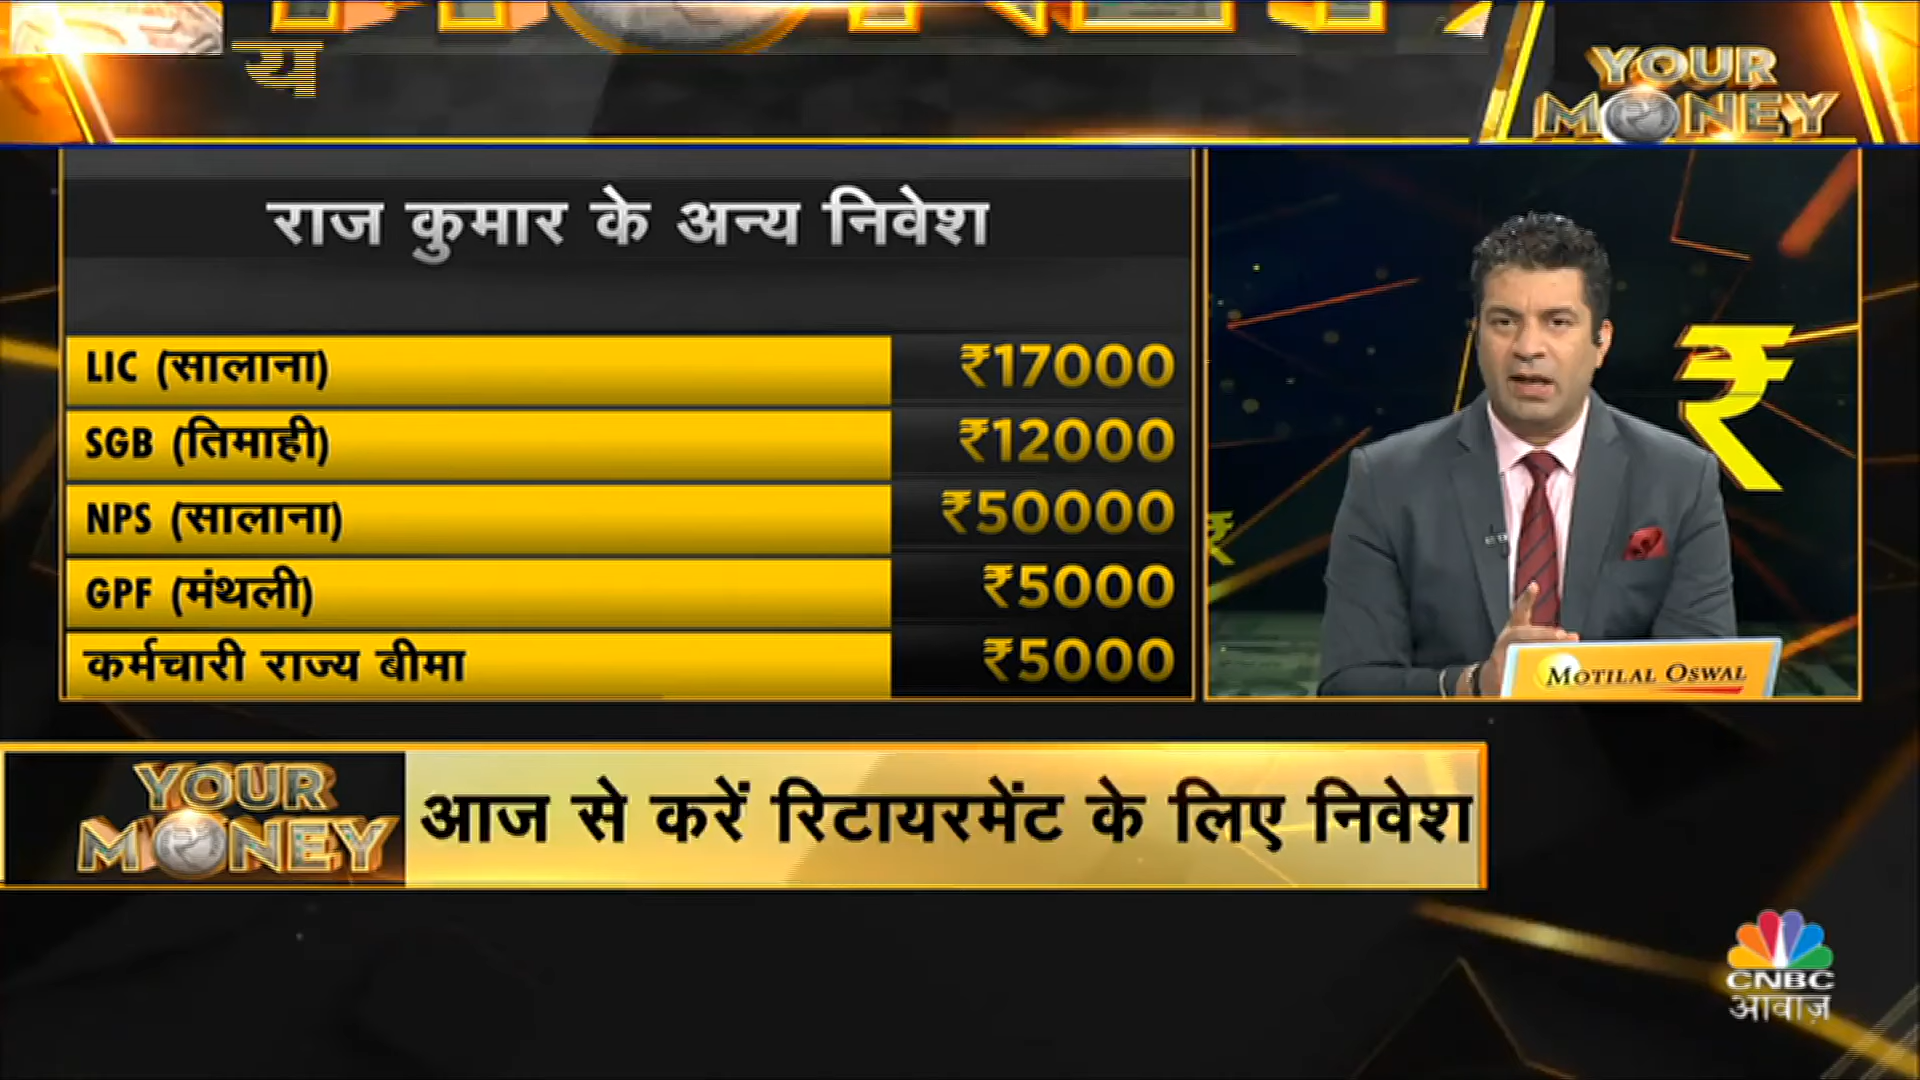 य
YOUR
MONEY
राज कुमार के अन्य निवेश
LIC (सालाना) ₹17000
SGB (तिमाही) ₹12000
NPS (सालाना) ₹50000
GPF (मंथली) ₹5000
कर्मचारी राज्य बीमा ₹5000
₹
₹
MOTILAL OSWAL
YOUR
MONEY
आज से करें रिटायरमेंट के लिए निवेश
CNBC
आवाज़